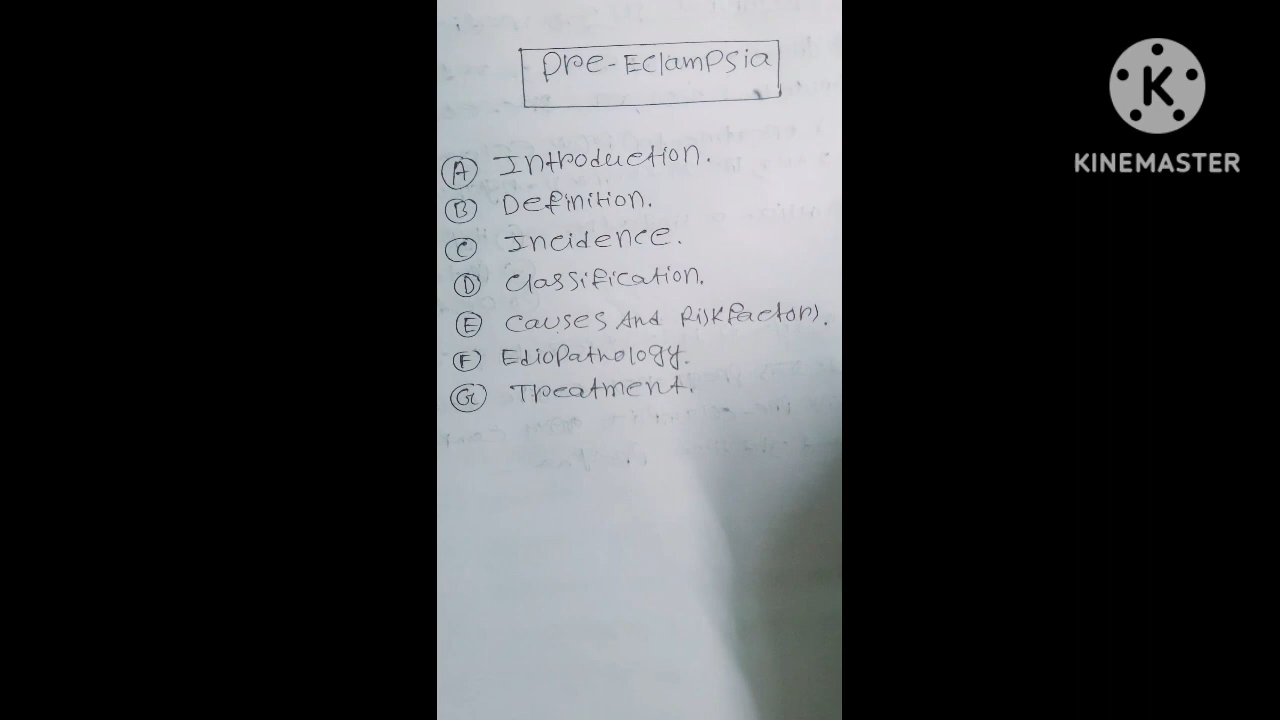 Pre-Eclampsia
K
KINEMASTER
A Introduction.
B Definition.
C Incidence.
D Classification.
E Causes And Riskfactors.
F Ediopathology.
G Treatment.